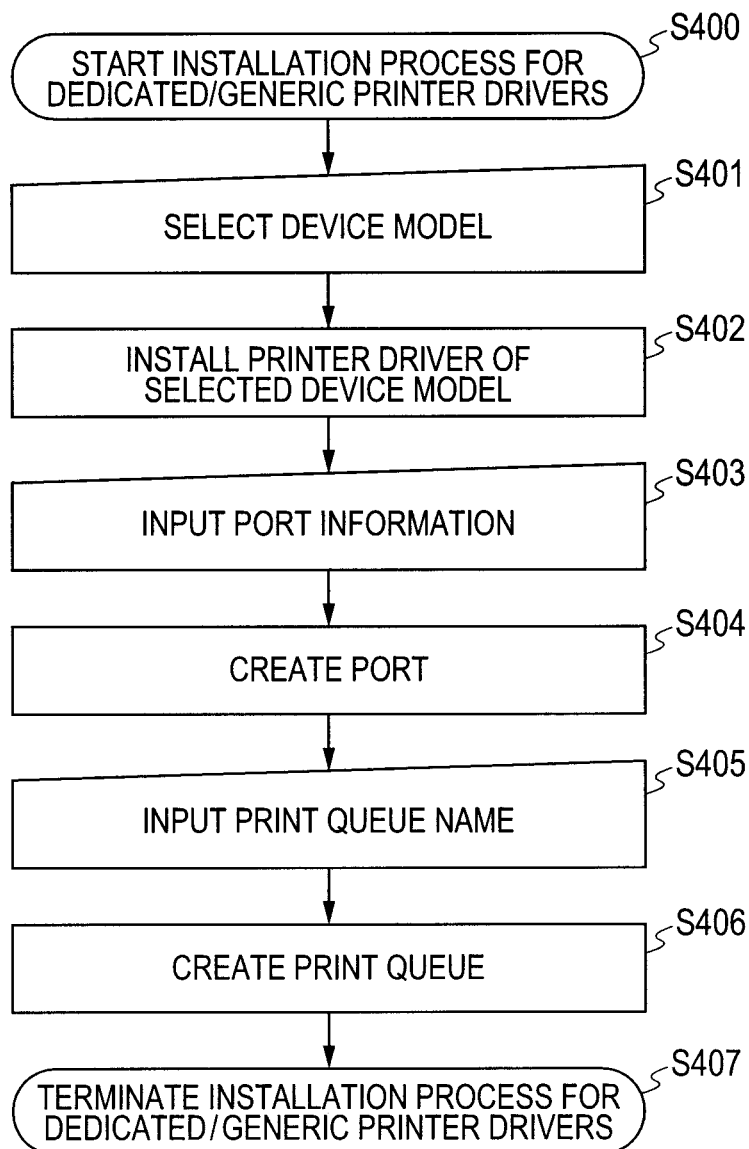 S400
START INSTALLATION PROCESS FOR
DEDICATED/GENERIC PRINTER DRIVERS
S401
SELECT DEVICE MODEL
S402
INSTALL PRINTER DRIVER OF
SELECTED DEVICE MODEL
S403
INPUT PORT INFORMATION
S404
CREATE PORT
S405
INPUT PRINT QUEUE NAME
S406
CREATE PRINT QUEUE
S407
TERMINATE INSTALLATION PROCESS FOR
DEDICATED/GENERIC PRINTER DRIVERS